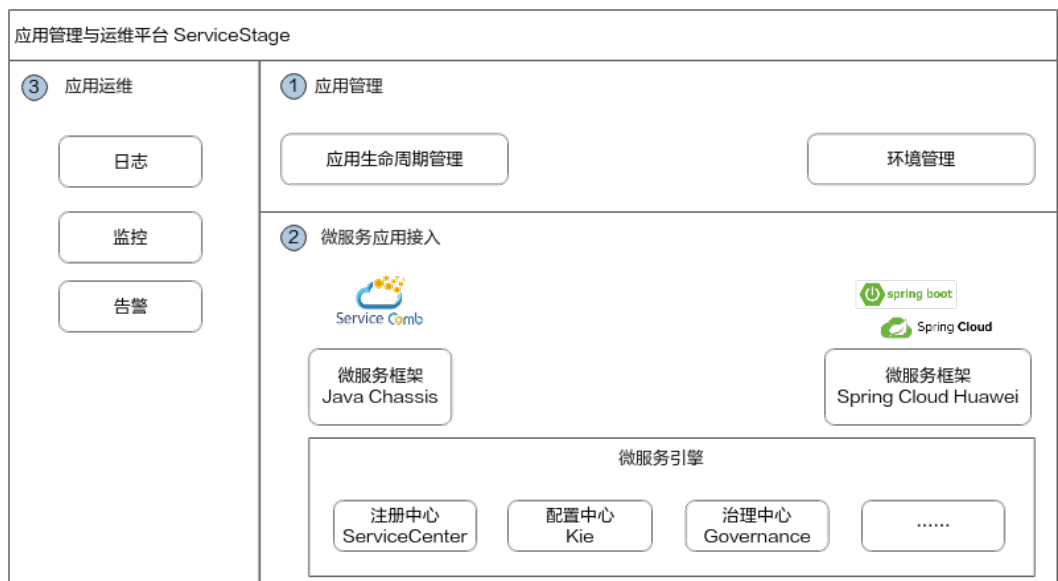 应用管理与运维平台 ServiceStage
③ 应用运维
日志
监控
告警
① 应用管理
应用生命周期管理
环境管理
② 微服务应用接入
Service Comb
spring boot
Spring Cloud
微服务框架
Java Chassis
微服务框架
Spring Cloud Huawei
微服务引擎
注册中心
ServiceCenter
配置中心
Kie
治理中心
Governance
……